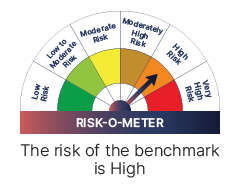 Low
Risk
Low to
Moderate
Risk
Moderate
Risk
Moderately
High
Risk
High
Risk
Very
High
Risk
RISK-O-METER
The risk of the benchmark
is High